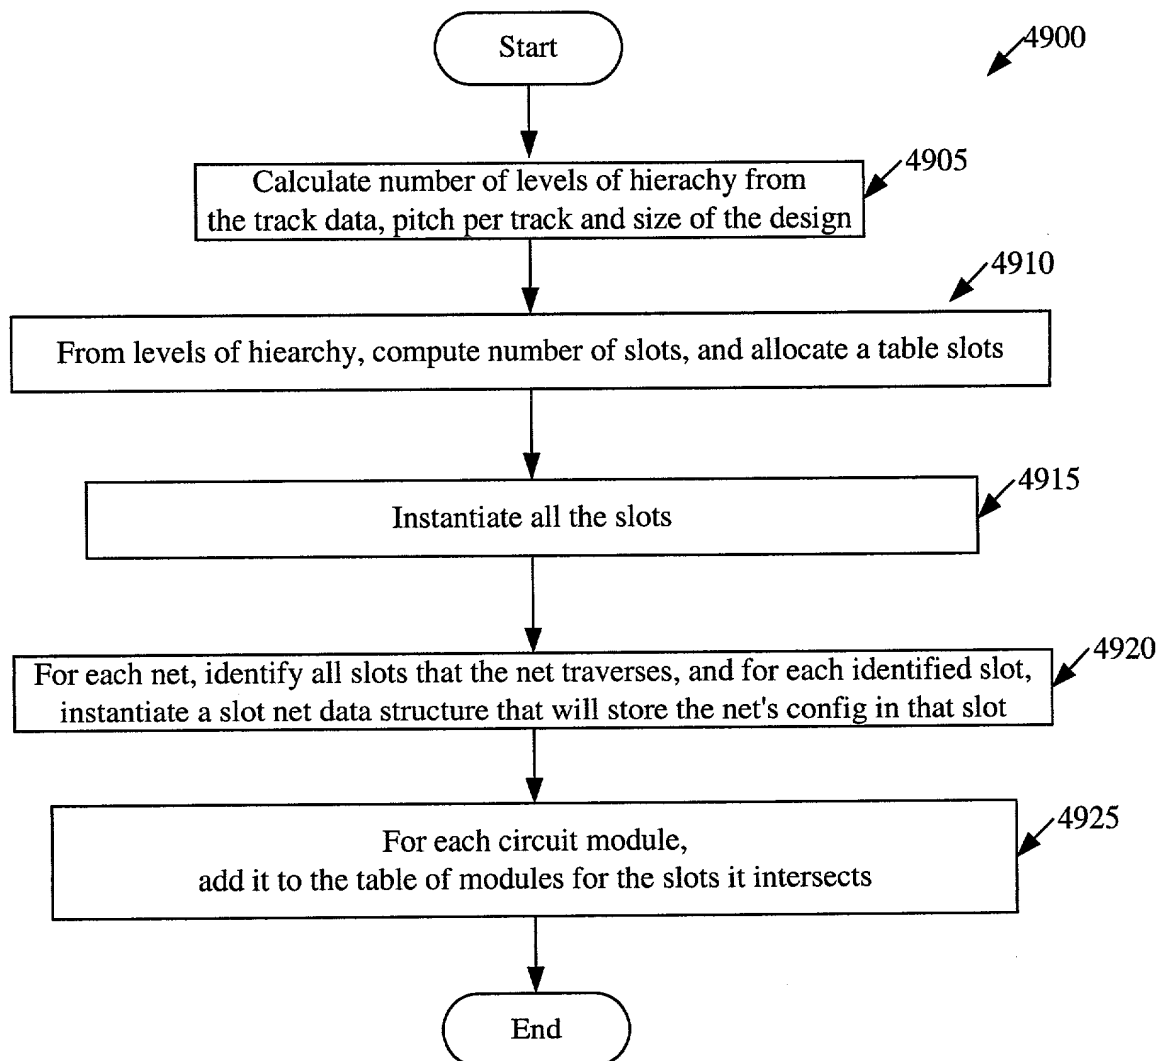 Start
4900
4905
Calculate number of levels of hierachy from
the track data, pitch per track and size of the design
4910
From levels of hiearchy, compute number of slots, and allocate a table slots
4915
Instantiate all the slots
4920
For each net, identify all slots that the net traverses, and for each identified slot,
instantiate a slot net data structure that will store the net's config in that slot
4925
For each circuit module,
add it to the table of modules for the slots it intersects
End